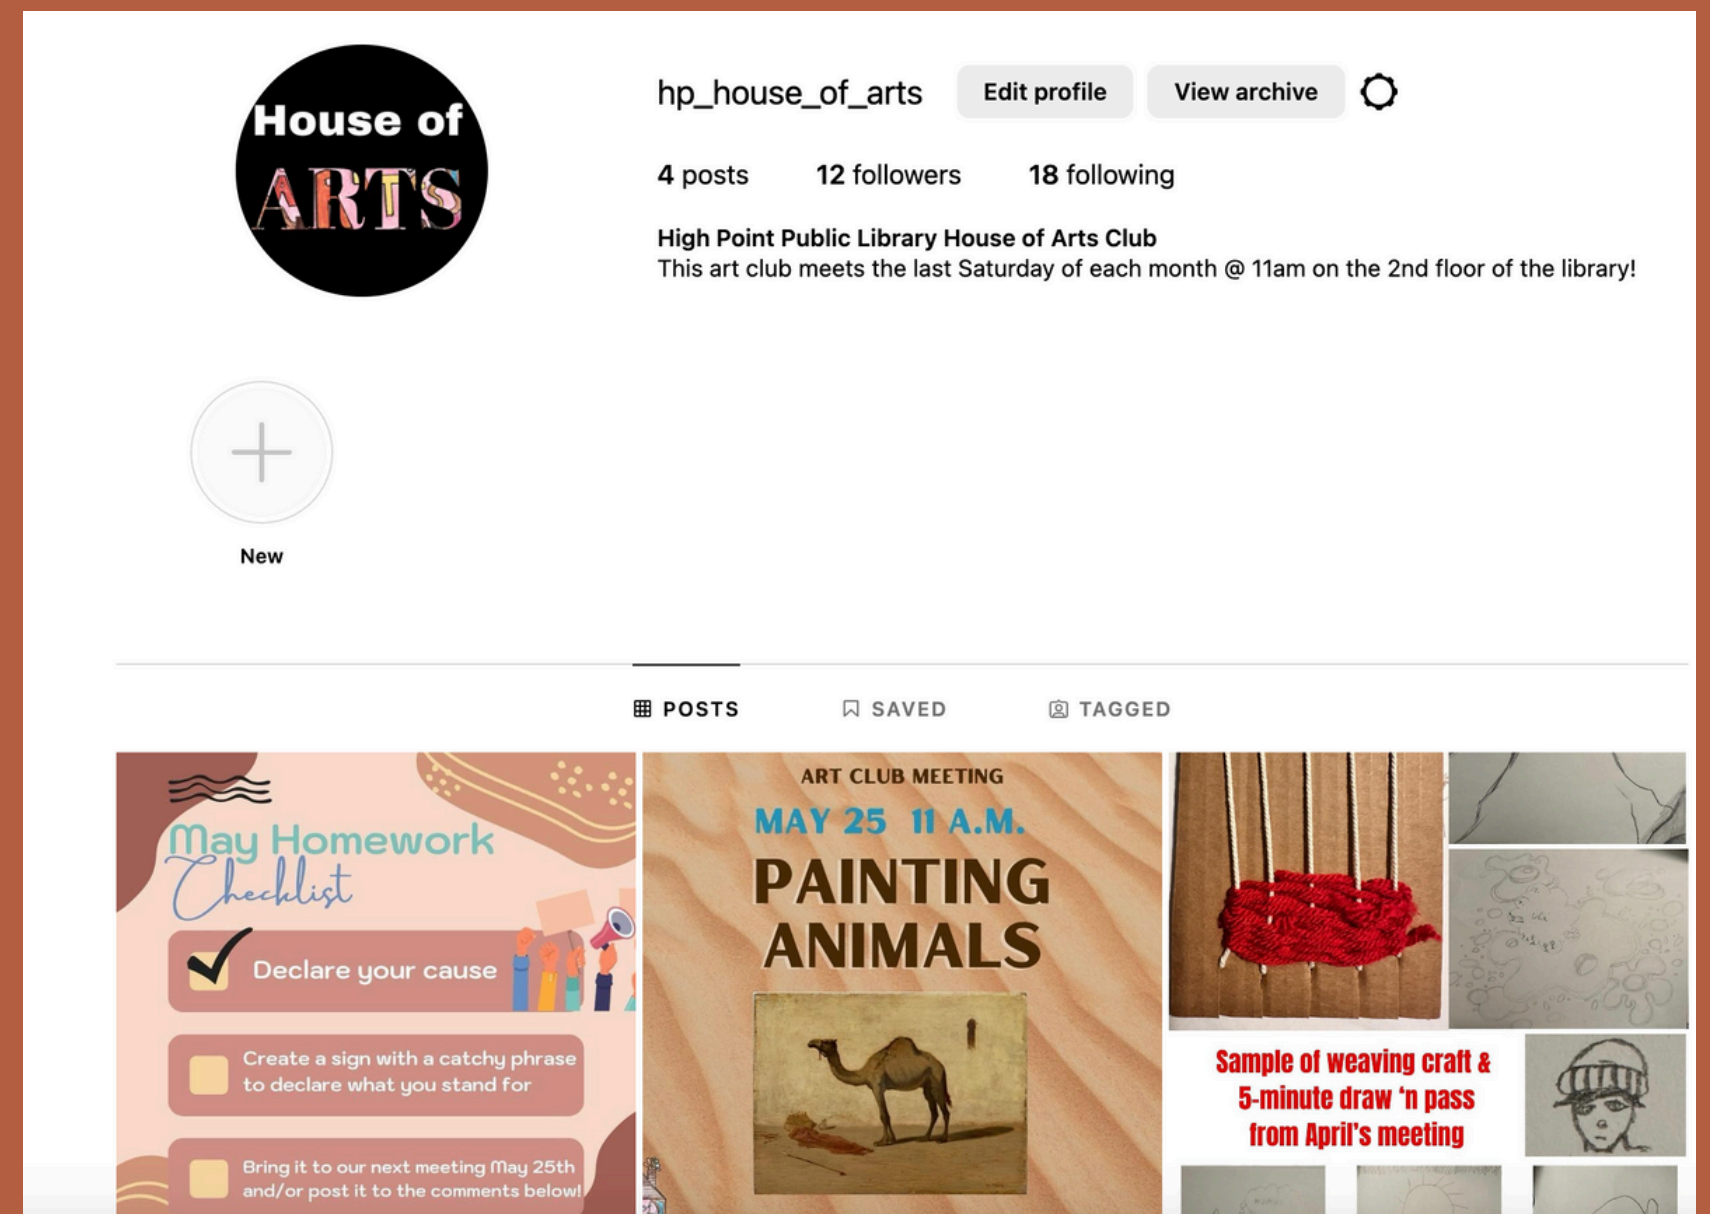 House of
ARTS
hp_house_of_arts
Edit profile
View archive
4 posts
12 followers
18 following
High Point Public Library House of Arts Club
This art club meets the last Saturday of each month @ 11am on the 2nd floor of the library!
New
POSTS
SAVED
TAGGED
May Homework
Checklist
Declare your cause
Create a sign with a catchy phrase
to declare what you stand for
Bring it to our next meeting May 25th
and/or post it to the comments below!
ART CLUB MEETING
MAY 25 11 A.M.
PAINTING
ANIMALS
Sample of weaving craft &
5-minute draw ‘n pass
from April’s meeting